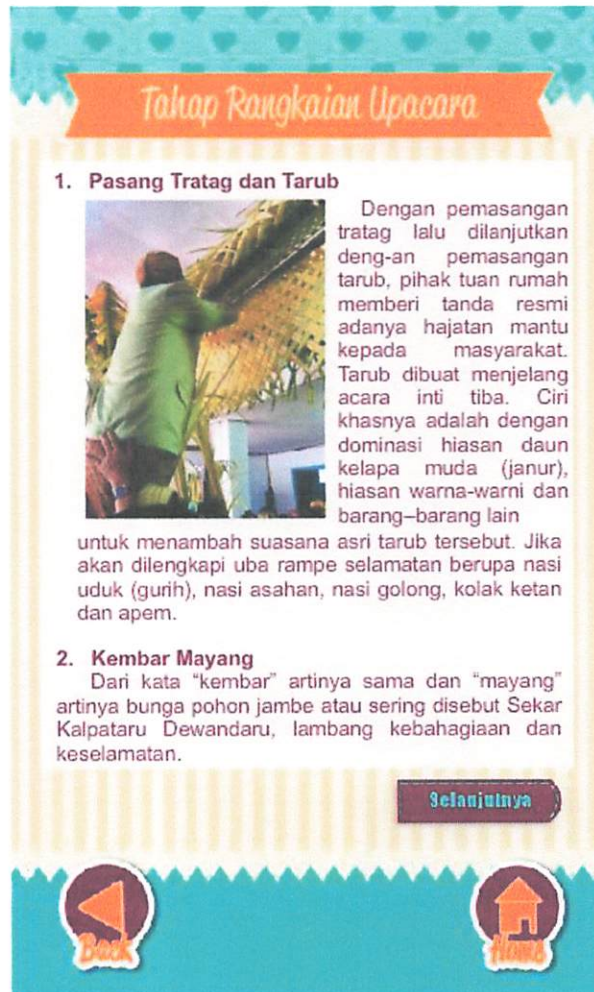 Tahap Rangkaian Upacara
1. Pasang Tratag dan Tarub
Dengan pemasangan
tratag lalu dilanjutkan
deng-an pemasangan
tarub, pihak tuan rumah
memberi tanda resmi
adanya hajatan mantu
kepada masyarakat.
Tarub dibuat menjelang
acara inti tiba. Ciri
khasnya adalah dengan
dominasi hiasan daun
kelapa muda (janur),
hiasan warna-warni dan
barang–barang lain
untuk menambah suasana asri tarub tersebut. Jika
akan dilengkapi uba rampe selamatan berupa nasi
uduk (gurih), nasi asahan, nasi golong, kolak ketan
dan apem.
2. Kembar Mayang
Dari kata “kembar” artinya sama dan “mayang”
artinya bunga pohon jambe atau sering disebut Sekar
Kalpataru Dewandaru, lambang kebahagiaan dan
keselamatan.
Selanjutnya
Back
Home